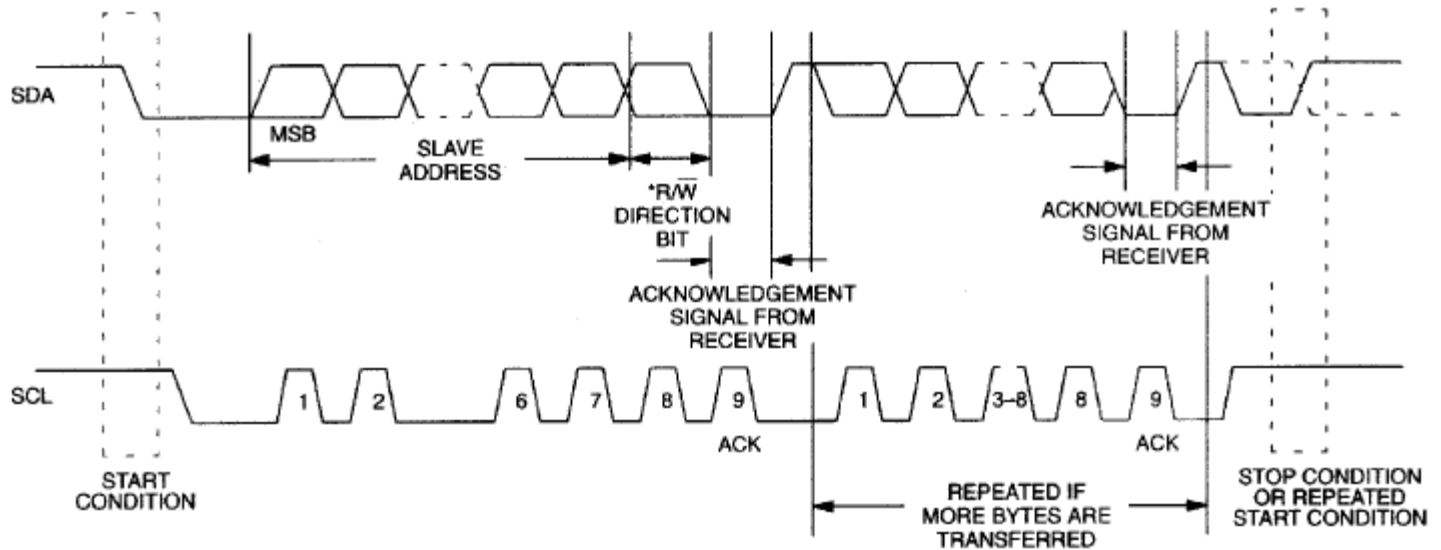 SDA
MSB
SLAVE
ADDRESS
*R/W̅
DIRECTION
BIT
ACKNOWLEDGEMENT
SIGNAL FROM
RECEIVER
ACKNOWLEDGEMENT
SIGNAL FROM
RECEIVER
SCL
1 2 6 7 8 9 1 2 3–8 8 9
ACK ACK
START
CONDITION
REPEATED IF
MORE BYTES ARE
TRANSFERRED
STOP CONDITION
OR REPEATED
START CONDITION